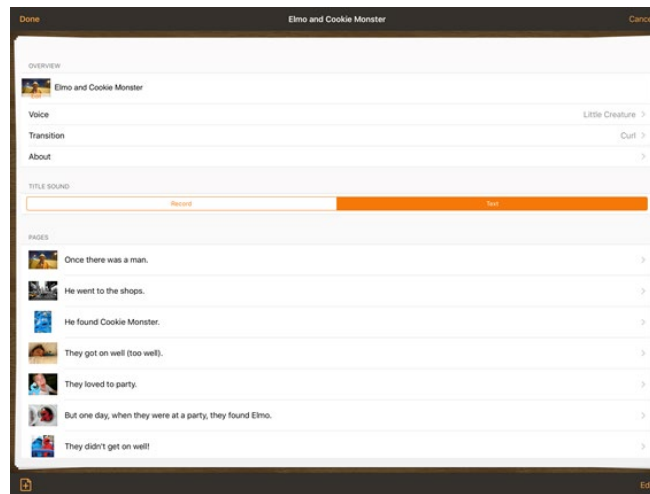 Done
Elmo and Cookie Monster
OVERVIEW
Elmo and Cookie Monster
Voice
Little Creature
Transition
Curl
About
TITLE SOUND
Record
Text
PAGES
Once there was a man.
He went to the shops.
He found Cookie Monster.
They got on well (too well).
They loved to party.
But one day, when they were at a party, they found Elmo.
They didn't get on well!